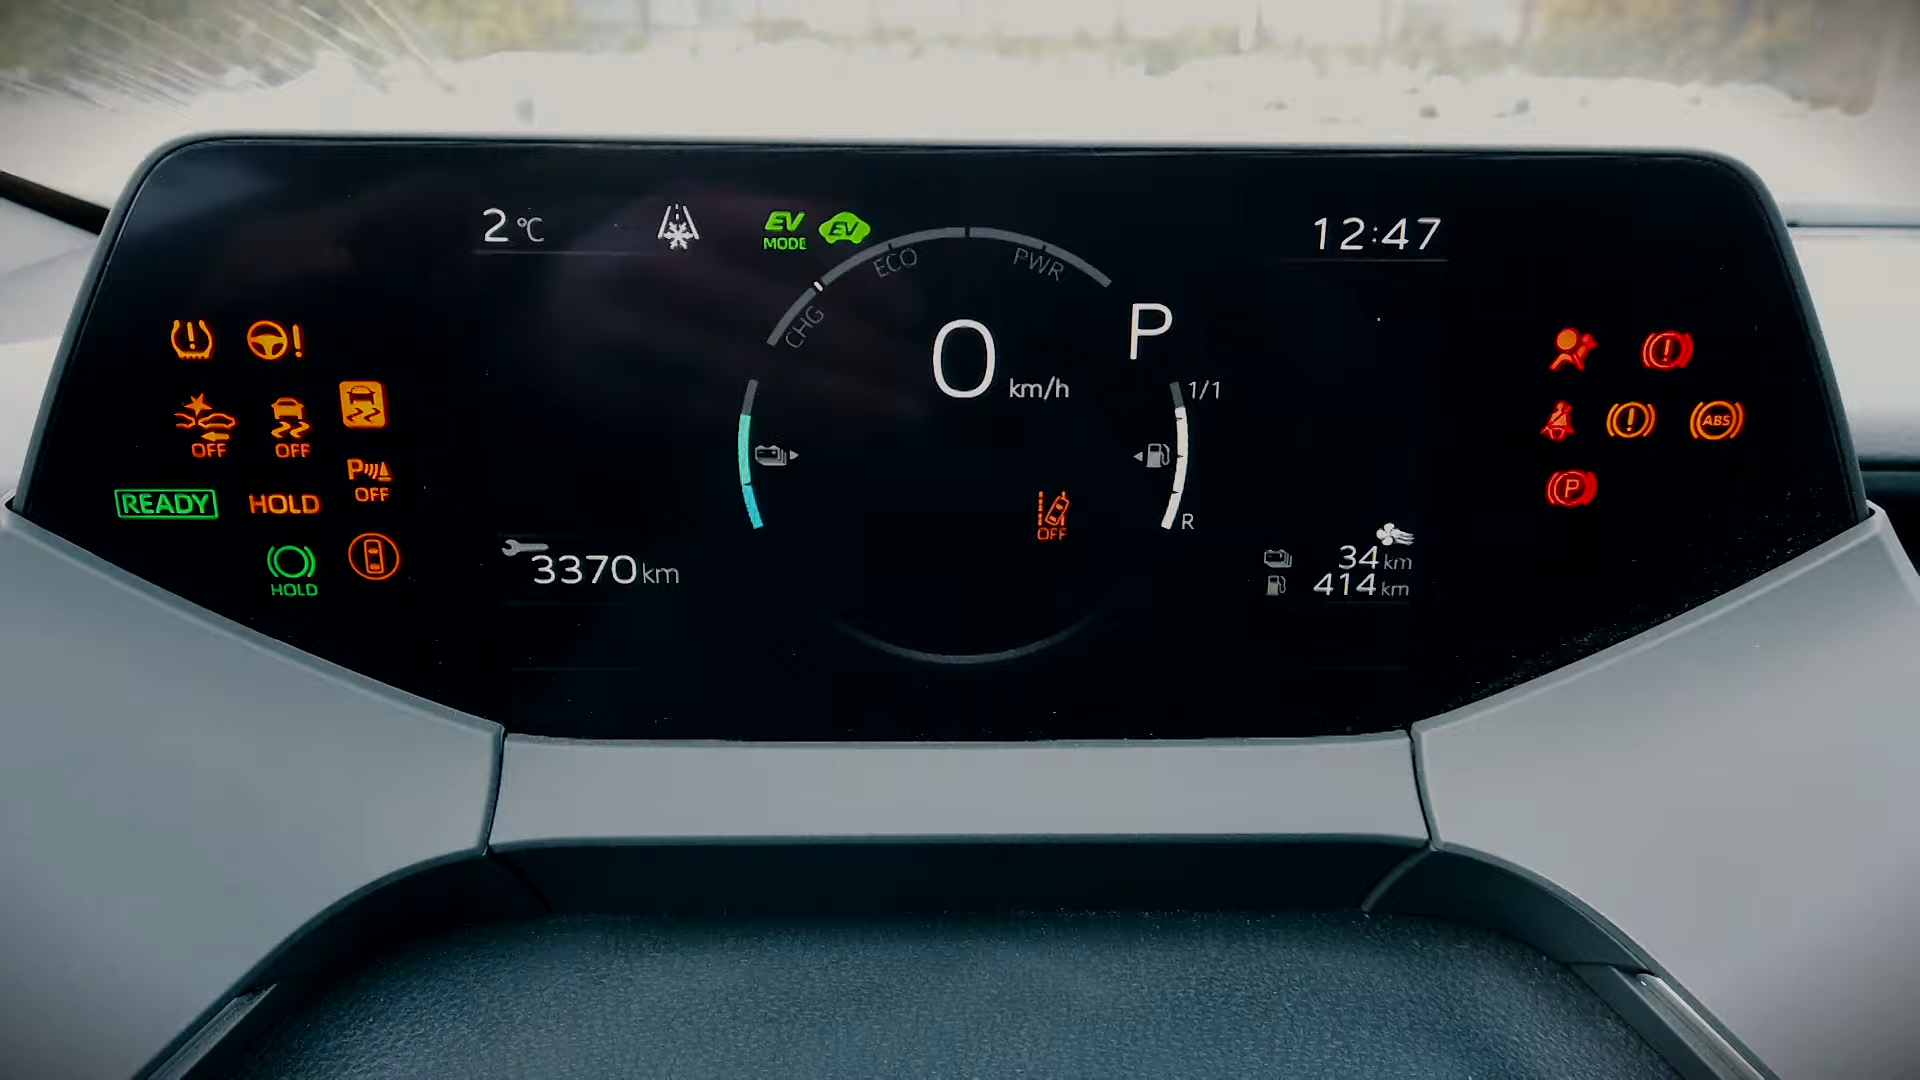 2 °C
EV
MODE
EV
12:47
CHG
ECO
PWR
0 km/h
P
1/1
R
OFF
OFF
P
OFF
READY
HOLD
HOLD
OFF
3370 km
34 km
414 km
ABS
P